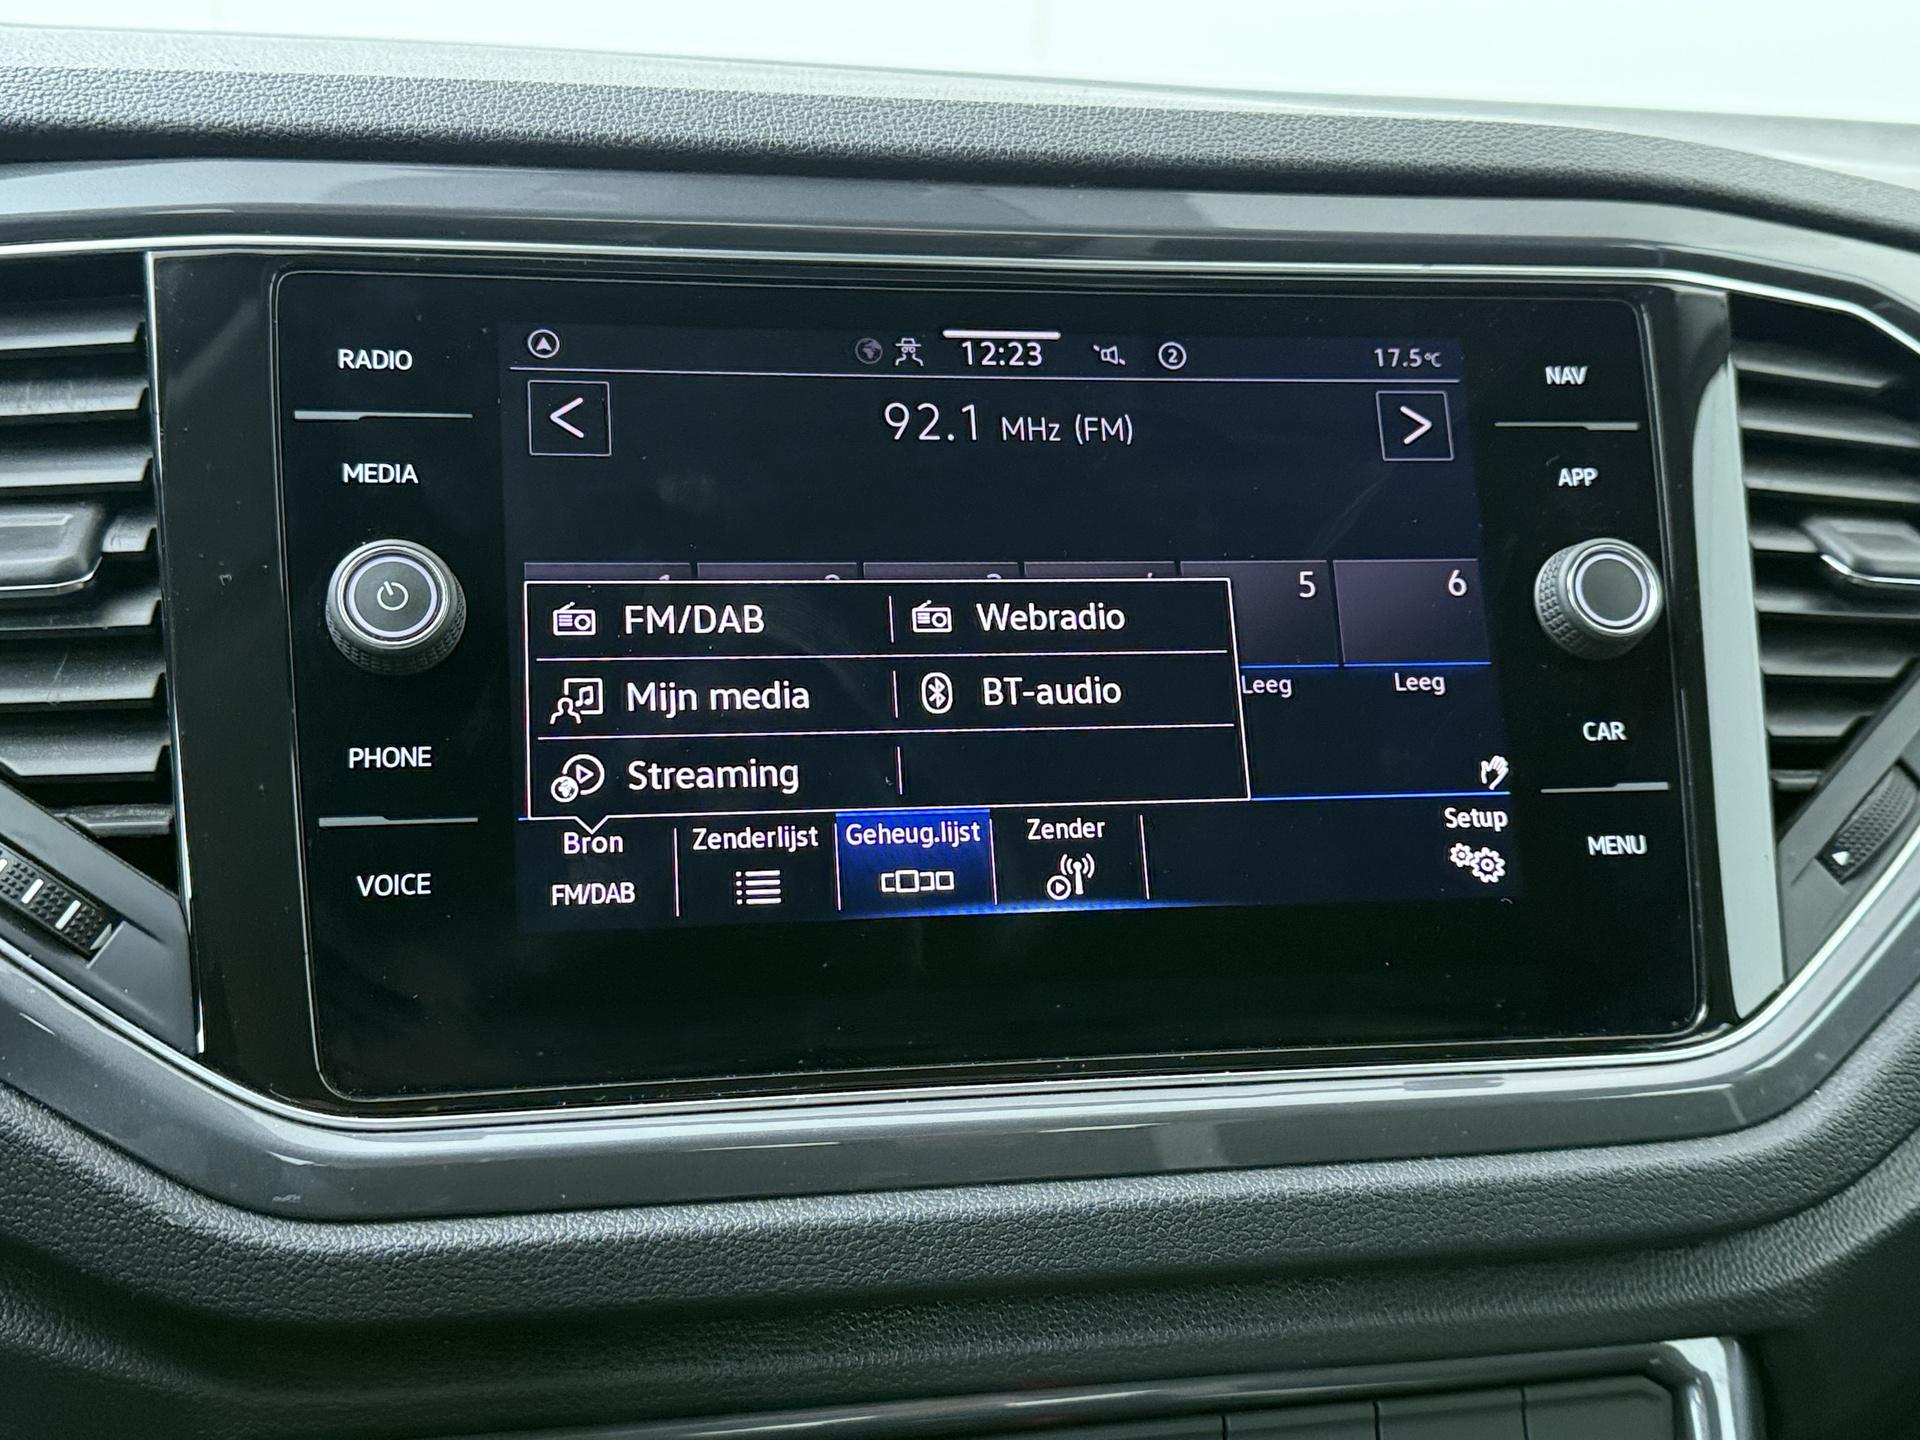 RADIO
MEDIA
PHONE
VOICE
12:23
2
17.5°C
92.1 MHz (FM)
5
6
FM/DAB
Webradio
Mijn media
BT-audio
Streaming
Leeg
Leeg
Bron
FM/DAB
Zenderlijst
Geheug.lijst
Zender
Setup
NAV
APP
CAR
MENU